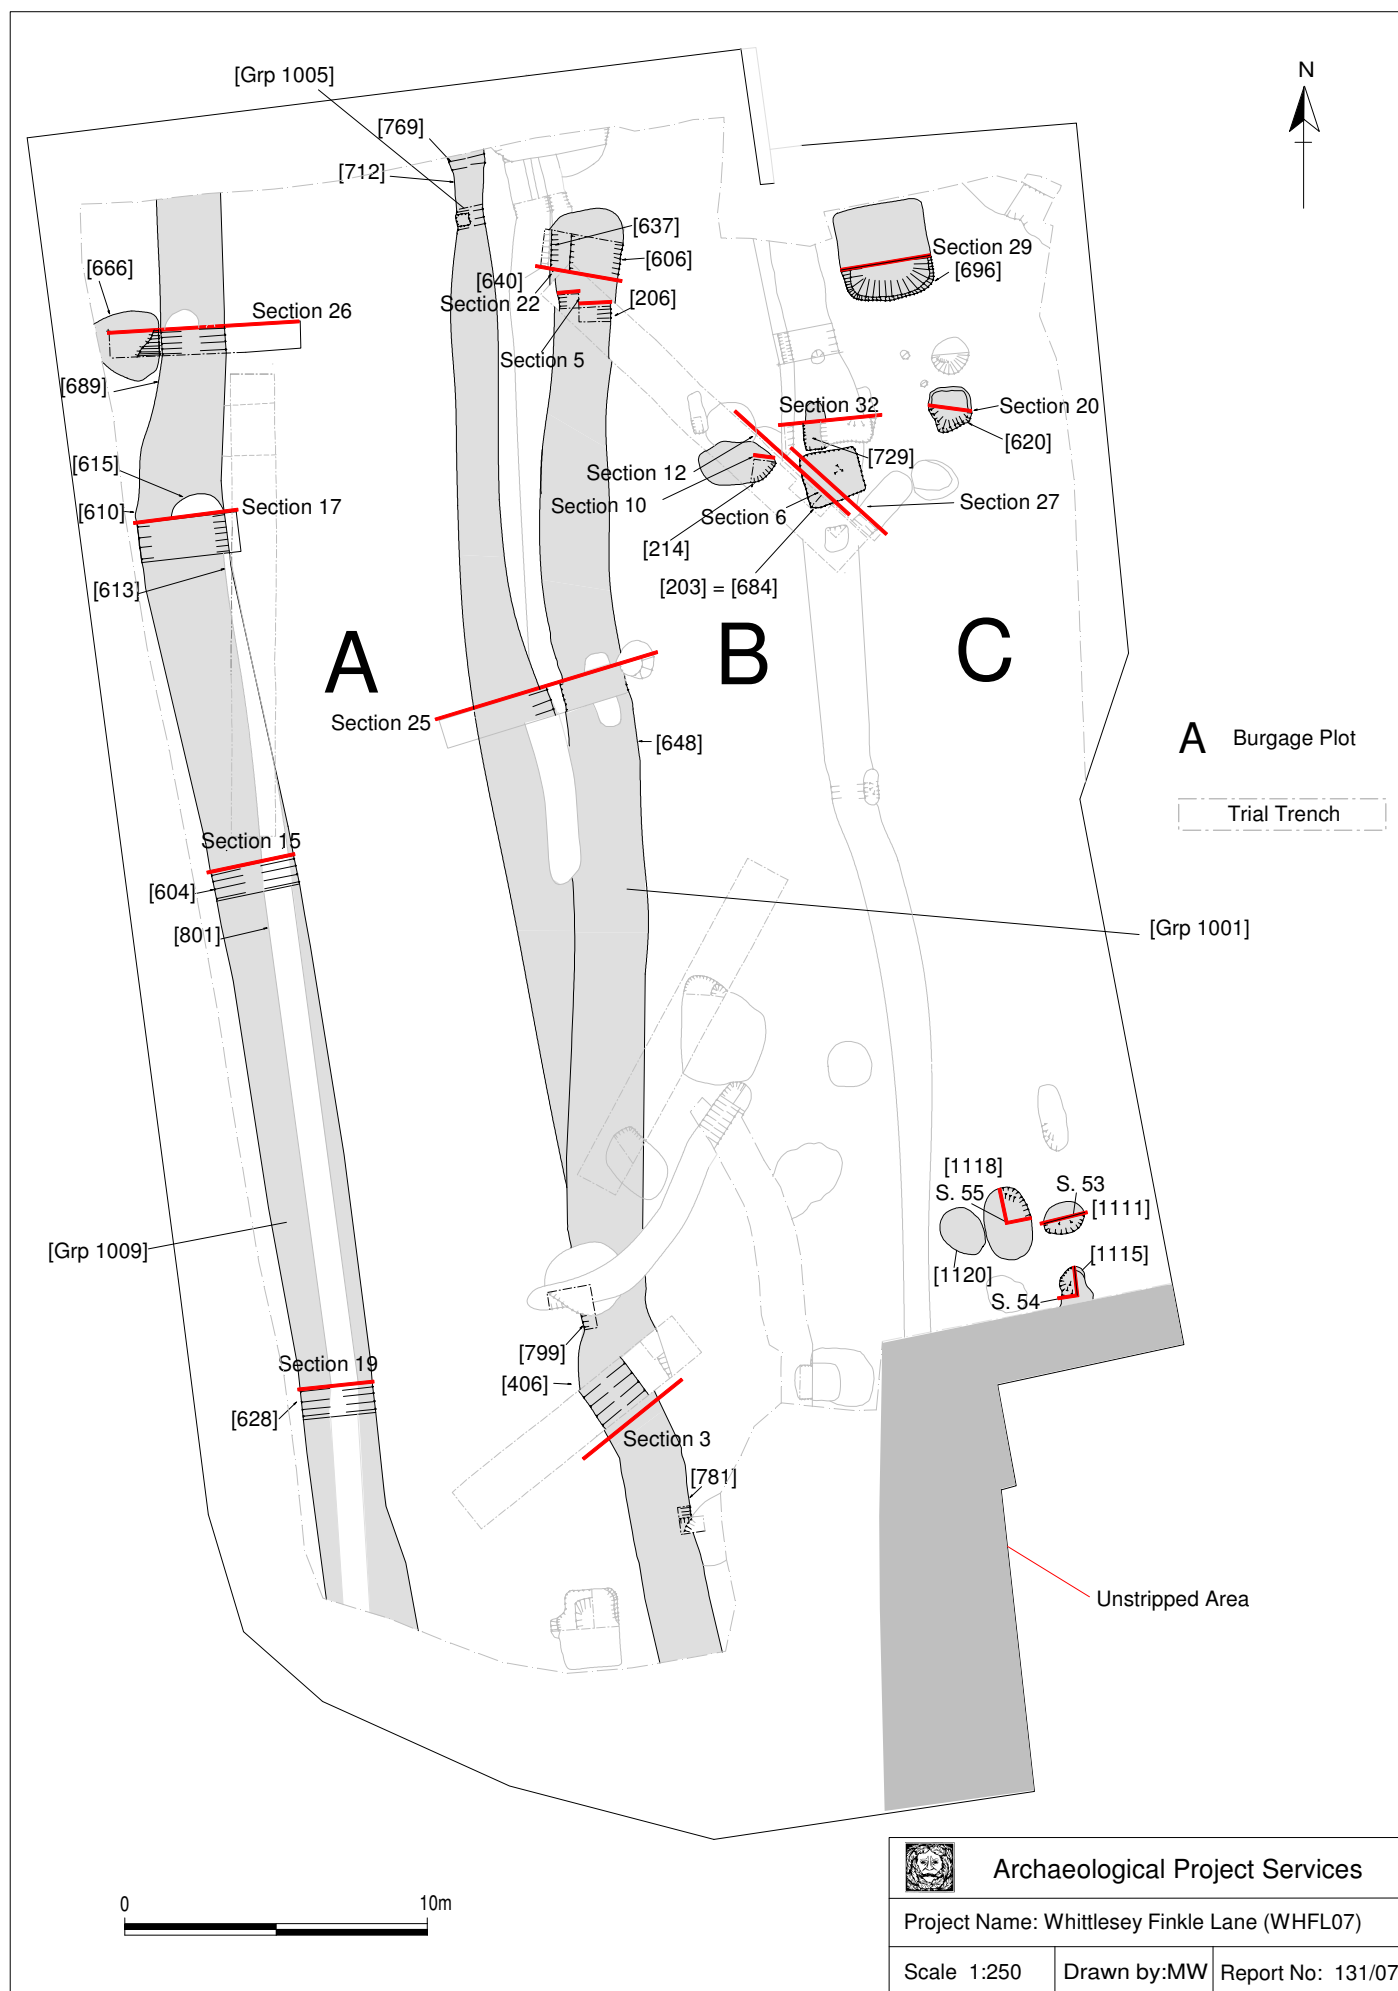 [Grp 1005]
N
[769]
[712]
[637]
[606]
[640]
Section 22
[206]
Section 29
[696]
[666]
Section 26
Section 5
[689]
Section 32
Section 20
[620]
[729]
[615]
Section 12
[610]
Section 17
Section 10
Section 6
Section 27
[214]
[613]
[203] = [684]
A
B
C
Section 25
[648]
A Burgage Plot
Trial Trench
Section 15
[604]
[801]
[Grp 1001]
[1118]
S. 55
S. 53
[1111]
[Grp 1009]
[1120]
[1115]
S. 54
[799]
Section 19
[406]
[628]
Section 3
[781]
Unstripped Area
Archaeological Project Services
0 10m
Project Name: Whittlesey Finkle Lane (WHFL07)
Scale 1:250 Drawn by:MW Report No: 131/07